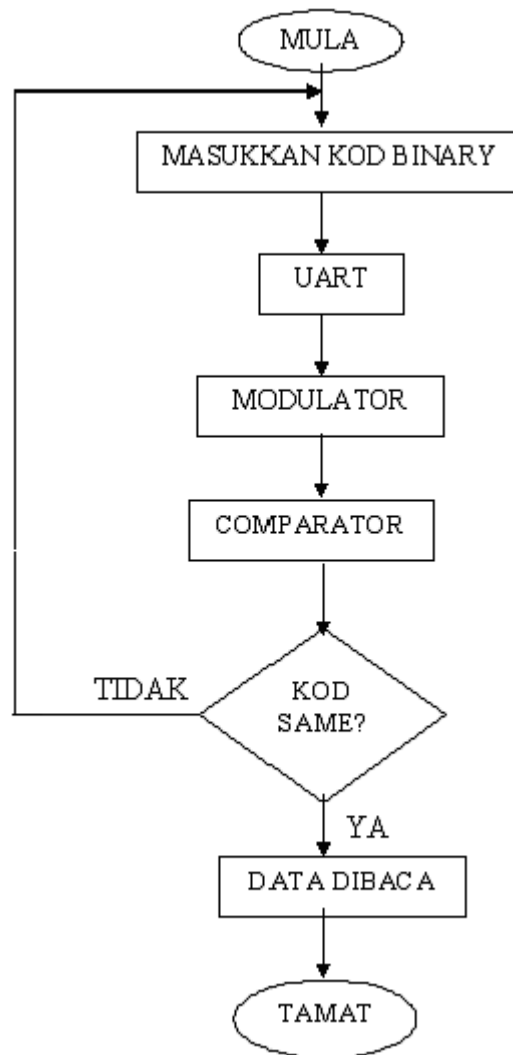 MULA
MASUKKAN KOD BINARY
UART
MODULATOR
COMPARATOR
TIDAK
KOD
SAME?
YA
DATA DIBACA
TAMAT